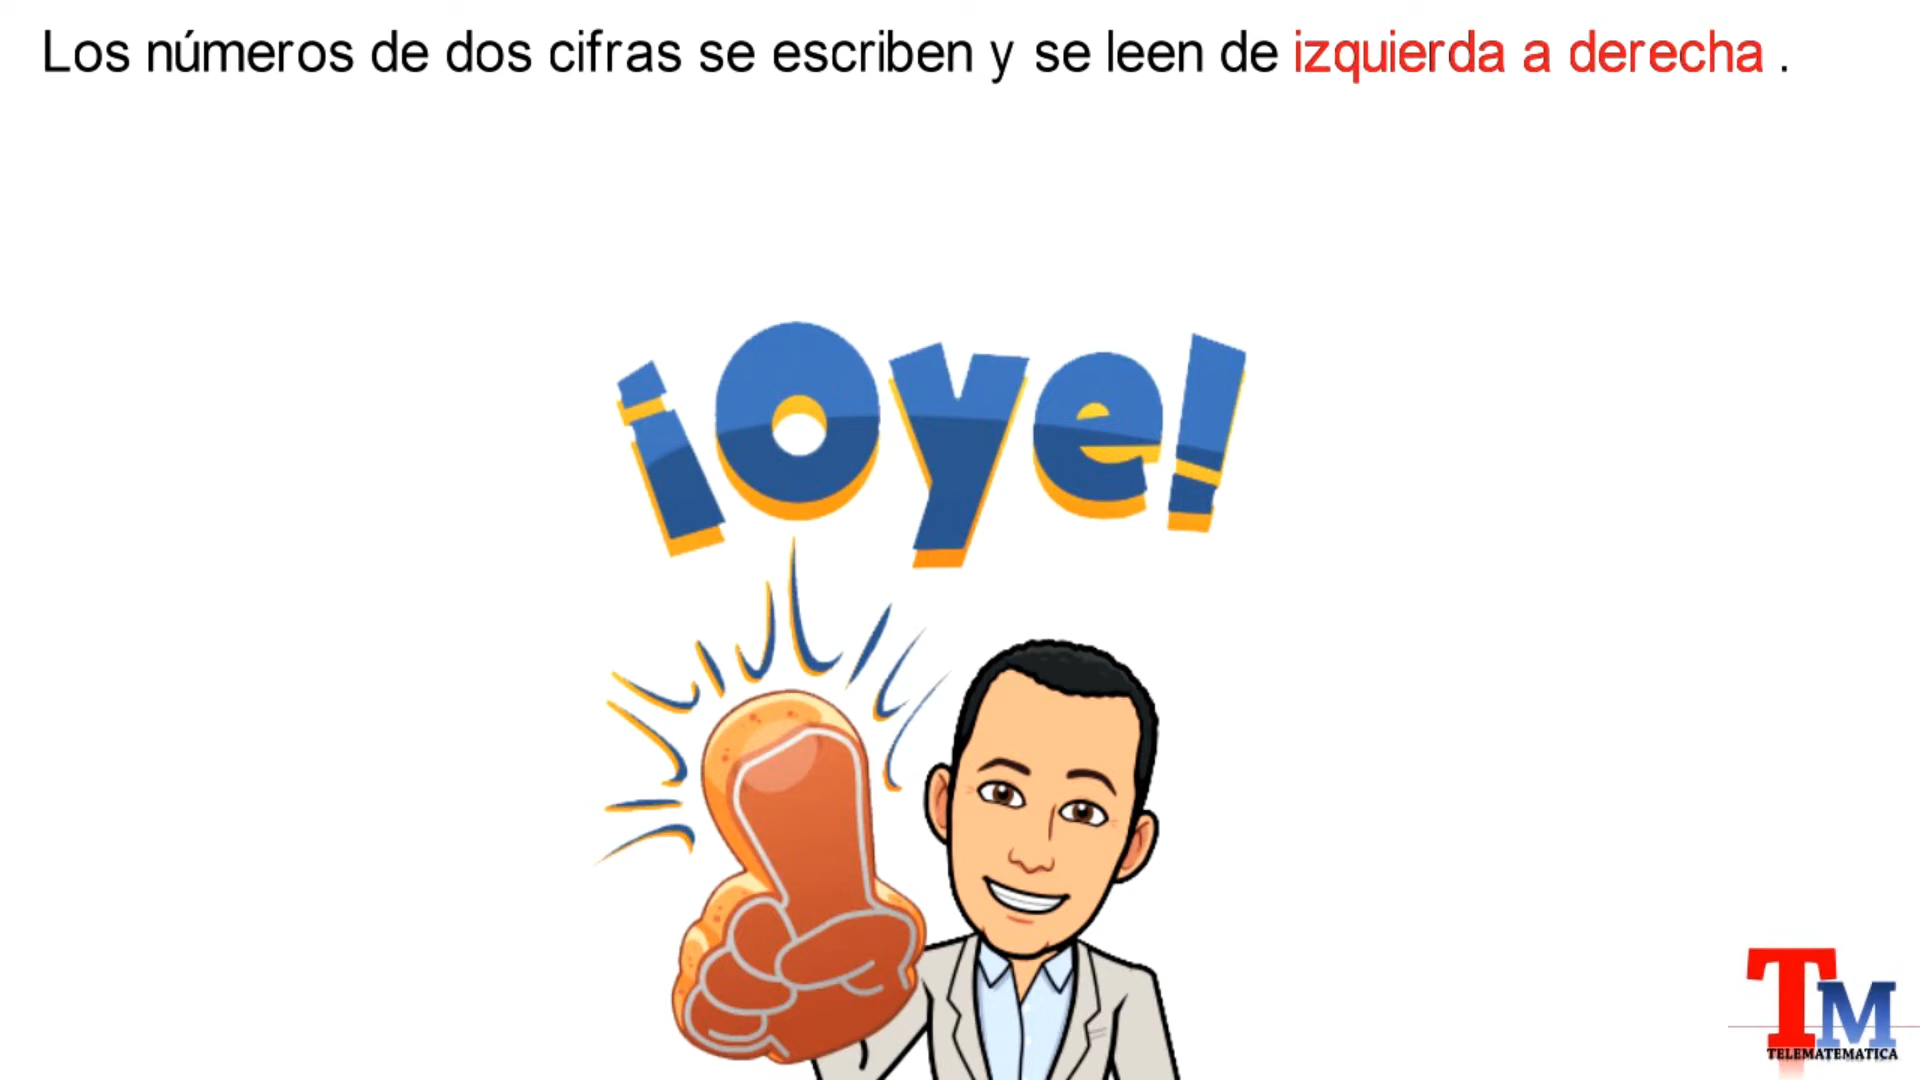 Los números de dos cifras se escriben y se leen de izquierda a derecha .
¡Oye!
TM
TELEMATEMATICA